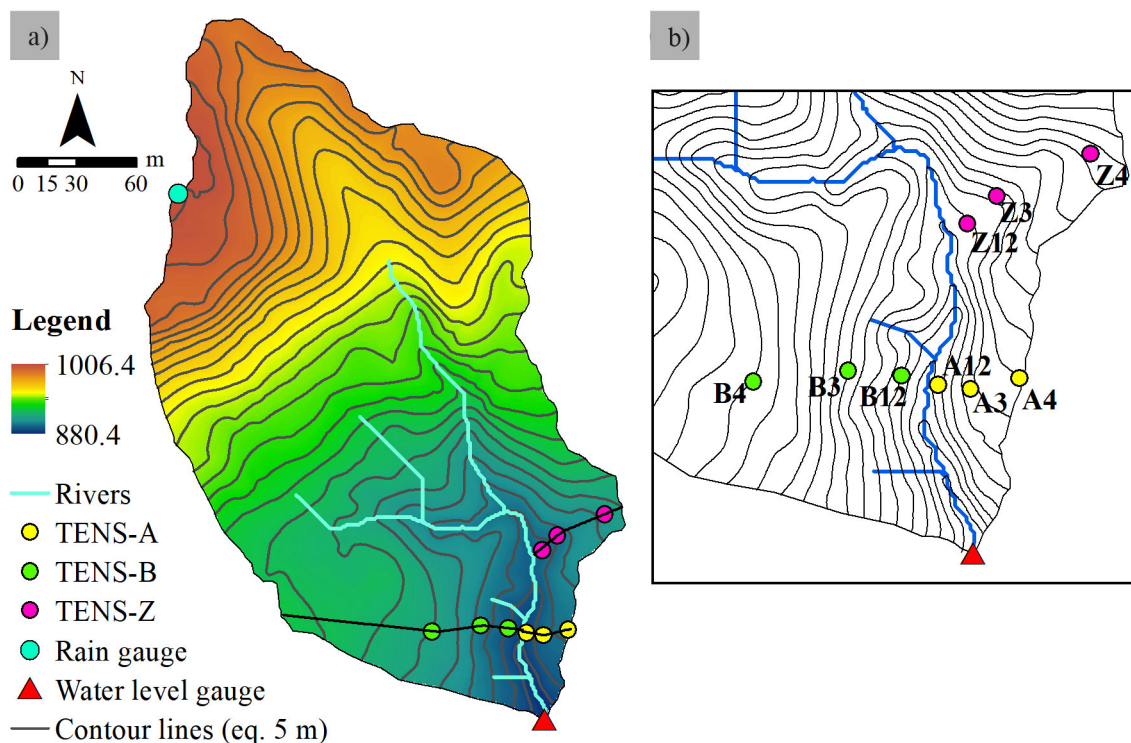 a)
N
m
0 15 30 60
Legend
1006.4
880.4
Rivers
TENS-A
TENS-B
TENS-Z
Rain gauge
Water level gauge
Contour lines (eq. 5 m)
b)
Z4
Z3
Z12
A12
B3
B4
B12
A3
A4